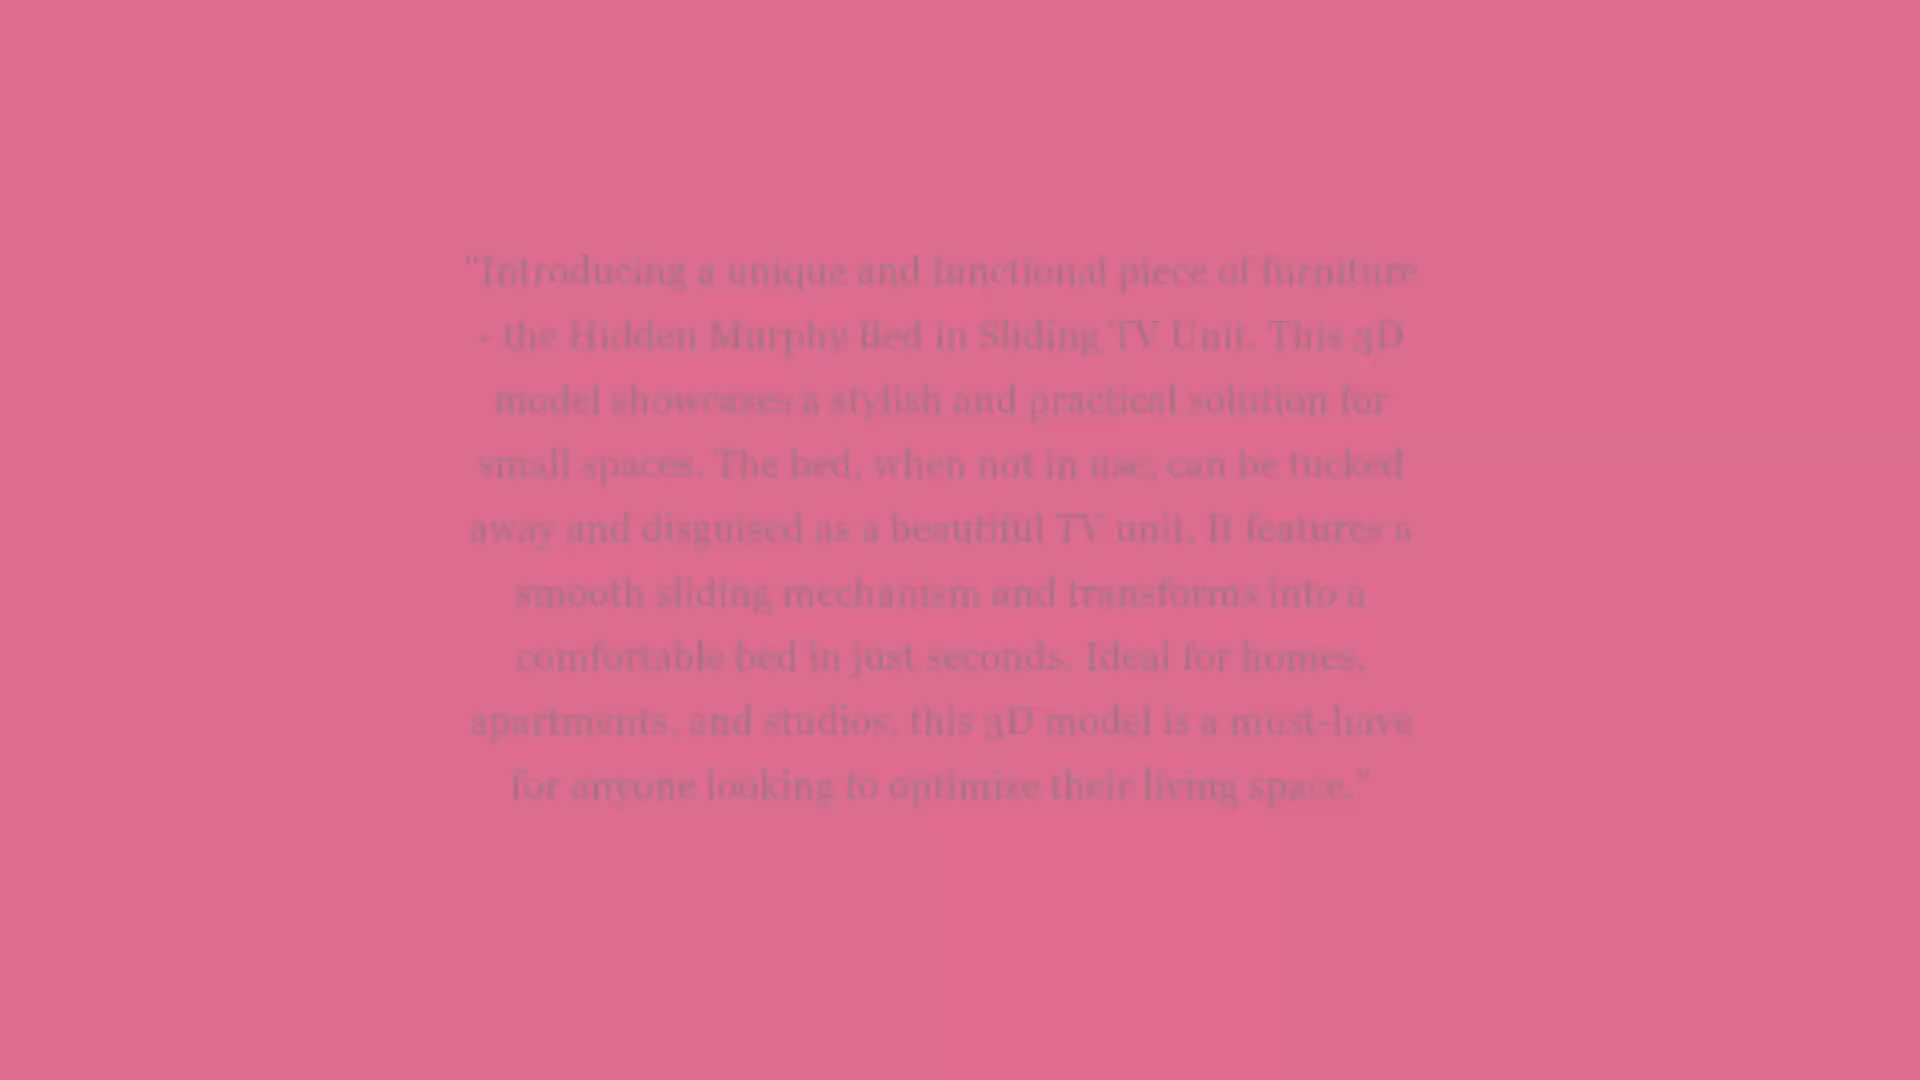 "Introducing a unique and functional piece of furniture
- the Hidden Murphy Bed in Sliding TV Unit. This 3D
model showcases a stylish and practical solution for
small spaces. The bed, when not in use, can be tucked
away and disguised as a beautiful TV unit. It features a
smooth sliding mechanism and transforms into a
comfortable bed in just seconds. Ideal for homes,
apartments, and studios, this 3D model is a must-have
for anyone looking to optimize their living space."